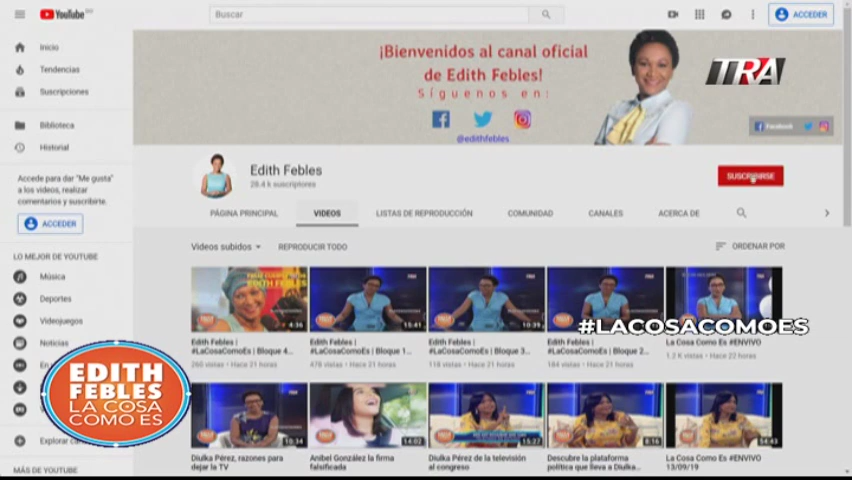 YouTube
Buscar
ACCEDER
Inicio
Tendencias
Suscripciones
Biblioteca
Historial
Accede para dar "Me gusta"
a los videos, realizar
comentarios y suscribirte.
ACCEDER
LO MEJOR DE YOUTUBE
Música
Deportes
Videojuegos
Noticias
En
Explorar
MÁS DE YOUTUBE
¡Bienvenidos al canal oficial
de Edith Febles!
Síguenos en:
@edithfebles
Facebook
TRA
Edith Febles
28.4 k suscriptores
SUSCRIBIRSE
PÁGINA PRINCIPAL
VIDEOS
LISTAS DE REPRODUCCIÓN
COMUNIDAD
CANALES
ACERCA DE
Videos subidos
REPRODUCIR TODO
ORDENAR POR
EDITH FEBLES
4:36
15:41
10:39
Edith Febles |
#LaCosaComoEs | Bloque 4...
260 vistas • Hace 21 horas
Edith Febles |
#LaCosaComoEs | Bloque 1...
478 vistas • Hace 21 horas
Edith Febles |
#LaCosaComoEs | Bloque 3...
118 vistas • Hace 21 horas
Edith Febles |
#LaCosaComoEs | Bloque 2...
184 vistas • Hace 21 horas
#LACOSACOMOES
La Cosa Como Es #ENVIVO
1.2 K vistas • Hace 22 horas
10:34
14:02
15:27
8:16
54:43
Diulka Pérez, razones para
dejar la TV
Anibel González la firma
falsificada
Diulka Pérez de la televisión
al congreso
Descubre la plataforma
política que lleva a Diulka...
La Cosa Como Es #ENVIVO
13/09/19
EDITH
FEBLES
LA COSA
COMO ES